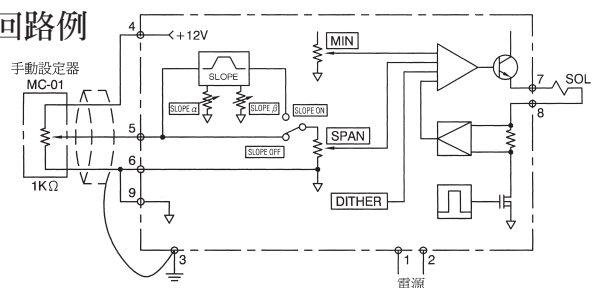 回路例
手動設定器
MC-01
1KΩ
4
+12V
SLOPE
SLOPE α
SLOPE β
SLOPE ON
SLOPE OFF
5
6
9
3
MIN
SPAN
DITHER
7
SOL
8
1
2
電源